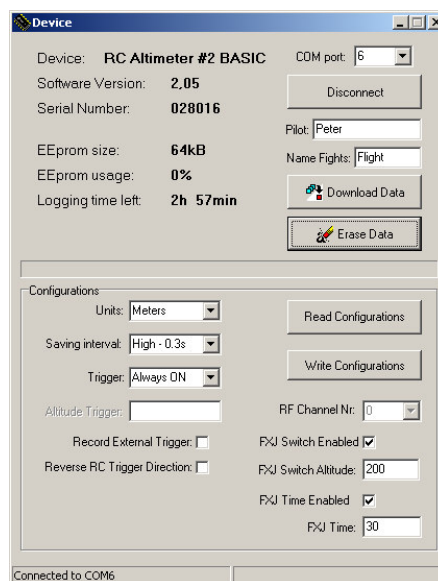 Device
Device: RC Altimeter #2 BASIC
COM port: 6
Software Version: 2,05
Disconnect
Serial Number: 028016
Pilot: Peter
EEprom size: 64kB
Name Fights: Flight
EEprom usage: 0%
Download Data
Logging time left: 2h 57min
Erase Data
Configurations
Units: Meters
Read Configurations
Saving interval: High - 0.3s
Write Configurations
Trigger: Always ON
Altitude Trigger:
RF Channel Nr: 0
Record External Trigger:
FXJ Switch Enabled
Reverse RC Trigger Direction:
FXJ Switch Altitude: 200
FXJ Time Enabled
FXJ Time: 30
Connected to COM6